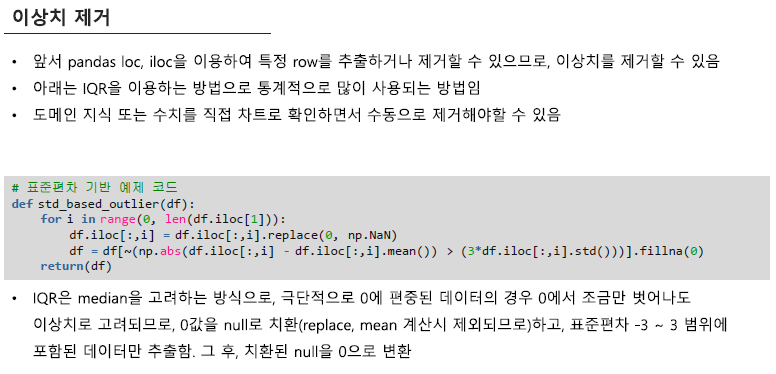 이상치 제거
• 앞서 pandas loc, iloc을 이용하여 특정 row를 추출하거나 제거할 수 있으므로, 이상치를 제거할 수 있음
• 아래는 IQR을 이용하는 방법으로 통계적으로 많이 사용되는 방법임
• 도메인 지식 또는 수치를 직접 차트로 확인하면서 수동으로 제거해야할 수 있음
# 표준편차 기반 예제 코드
def std_based_outlier(df):
    for i in range(0, len(df.iloc[1])):
        df.iloc[:,i] = df.iloc[:,i].replace(0, np.NaN)
        df = df[~(np.abs(df.iloc[:,i] - df.iloc[:,i].mean()) > (3*df.iloc[:,i].std()))].fillna(0)
    return(df)
• IQR은 median을 고려하는 방식으로, 극단적으로 0에 편중된 데이터의 경우 0에서 조금만 벗어나도
이상치로 고려되므로, 0값을 null로 치환(replace, mean 계산시 제외되므로)하고, 표준편차 -3 ~ 3 범위에
포함된 데이터만 추출함. 그 후, 치환된 null을 0으로 변환